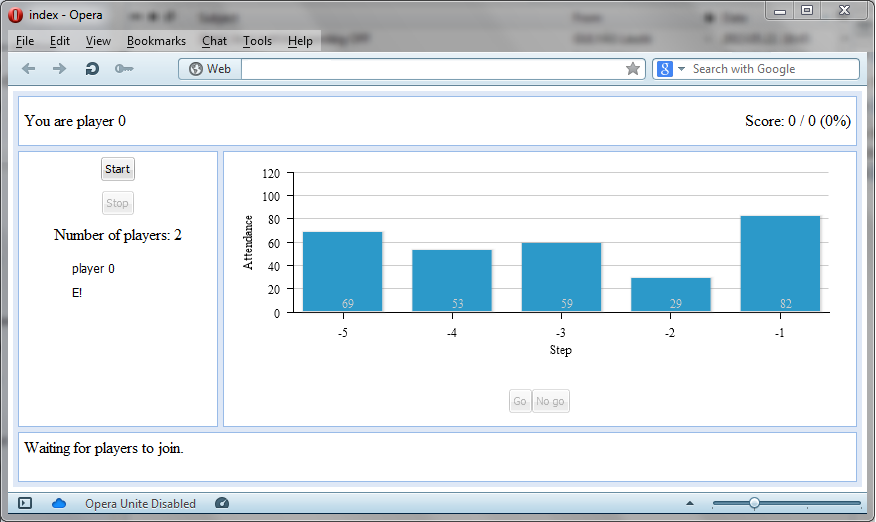 index - Opera
File Edit View Bookmarks Chat Tools Help
Web
Search with Google
You are player 0
Score: 0 / 0 (0%)
Start
Stop
Number of players: 2
player 0
E!
120
100
80
60
40
20
0
Attendance
69 53 59 29 82
-5 -4 -3 -2 -1
Step
Go No go
Waiting for players to join.
Opera Unite Disabled